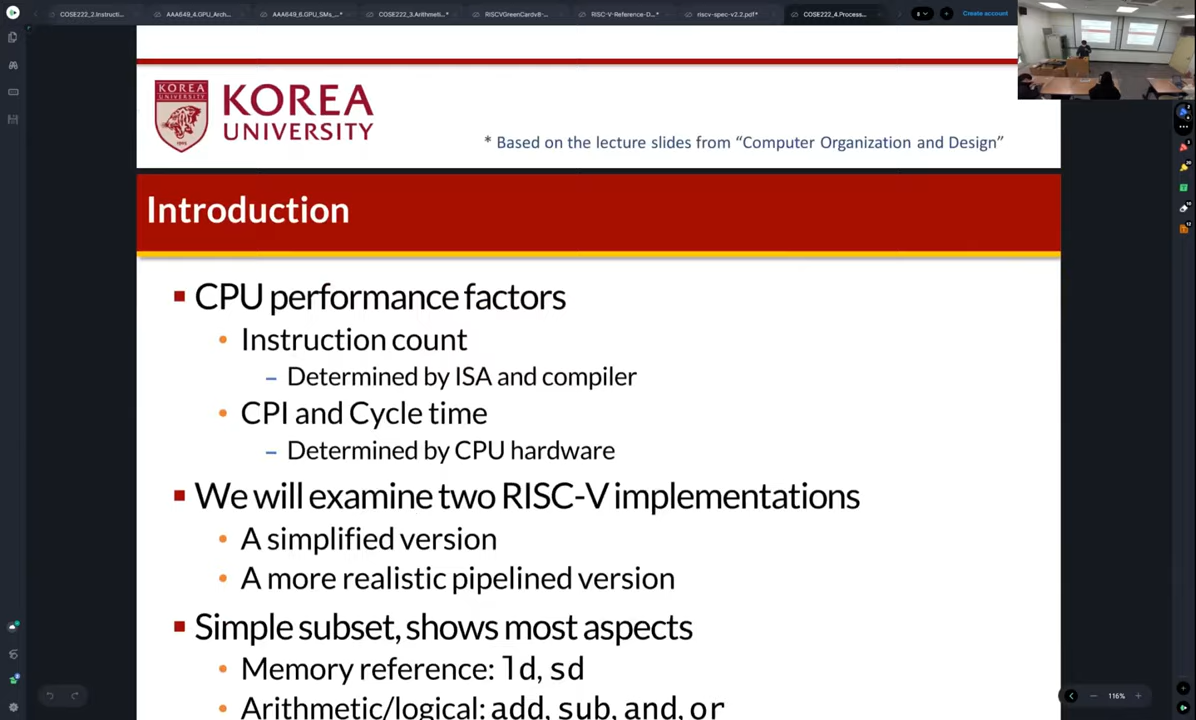 COSE222_2.Instructi...
AAA649_4.GPU_Arch...
AAA649_6.GPU_SMs_...*
COSE222_3.Arithmeti...*
RISCVGreenCardv8-...
RISC-V-Reference-D...*
riscv-spec-v2.2.pdf*
COSE222_4.Process...
8
Create account
KOREA
UNIVERSITY
KOREA
UNIVERSITY
* Based on the lecture slides from “Computer Organization and Design”
Introduction
▪ CPU performance factors
• Instruction count
– Determined by ISA and compiler
• CPI and Cycle time
– Determined by CPU hardware
▪ We will examine two RISC-V implementations
• A simplified version
• A more realistic pipelined version
▪ Simple subset, shows most aspects
• Memory reference: ld, sd
• Arithmetic/logical: add, sub, and, or
116%